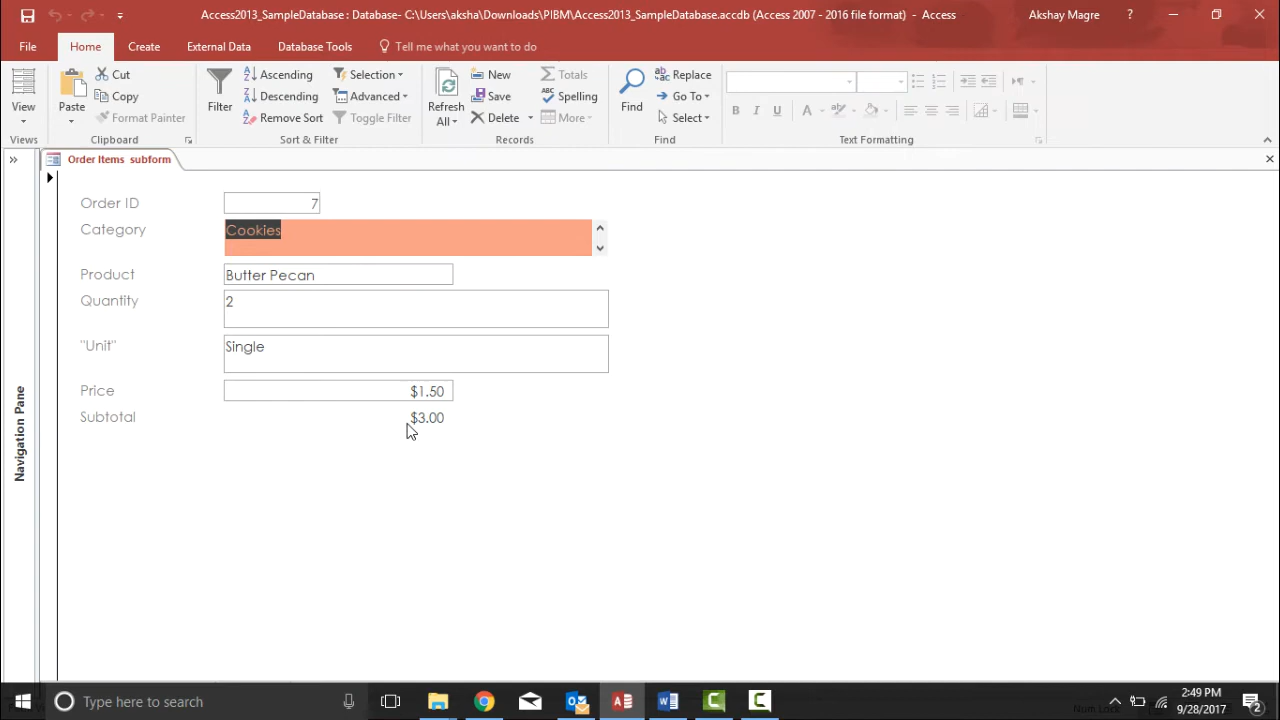 Access2013_SampleDatabase : Database- C:\Users\aksha\Downloads\PIBM\Access2013_SampleDatabase.accdb (Access 2007 - 2016 file format) - Access Akshay Magre ?
File Home Create External Data Database Tools Tell me what you want to do
View
Views
Paste
Cut
Copy
Format Painter
Clipboard
Filter
Ascending
Descending
Remove Sort
Selection
Advanced
Toggle Filter
Sort & Filter
Refresh
All
New
Save
Delete
Totals
Spelling
More
Records
Find
Replace
Go To
Select
Find
B I U A
Text Formatting
Order Items subform
Navigation Pane
Order ID 7
Category Cookies
Product Butter Pecan
Quantity 2
"Unit" Single
Price $1.50
Subtotal $3.00
Num Lock
Type here to search
2:49 PM
9/28/2017
2